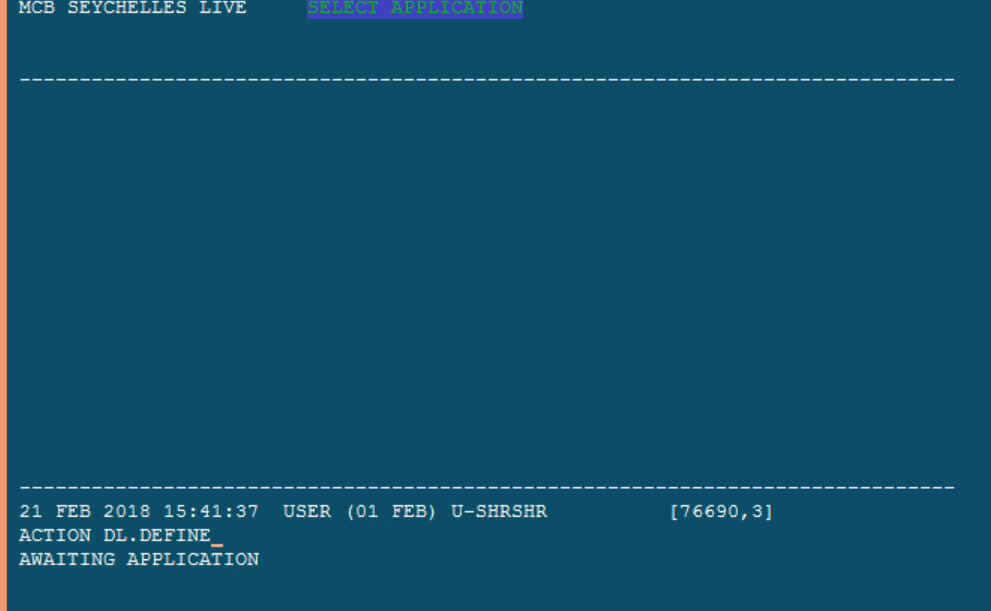 MCB SEYCHELLES LIVE SELECT APPLICATION
------------------------------------------------------------------------------
------------------------------------------------------------------------------
21 FEB 2018 15:41:37 USER (01 FEB) U-SHRSHR [76690,3]
ACTION DL.DEFINE_
AWAITING APPLICATION